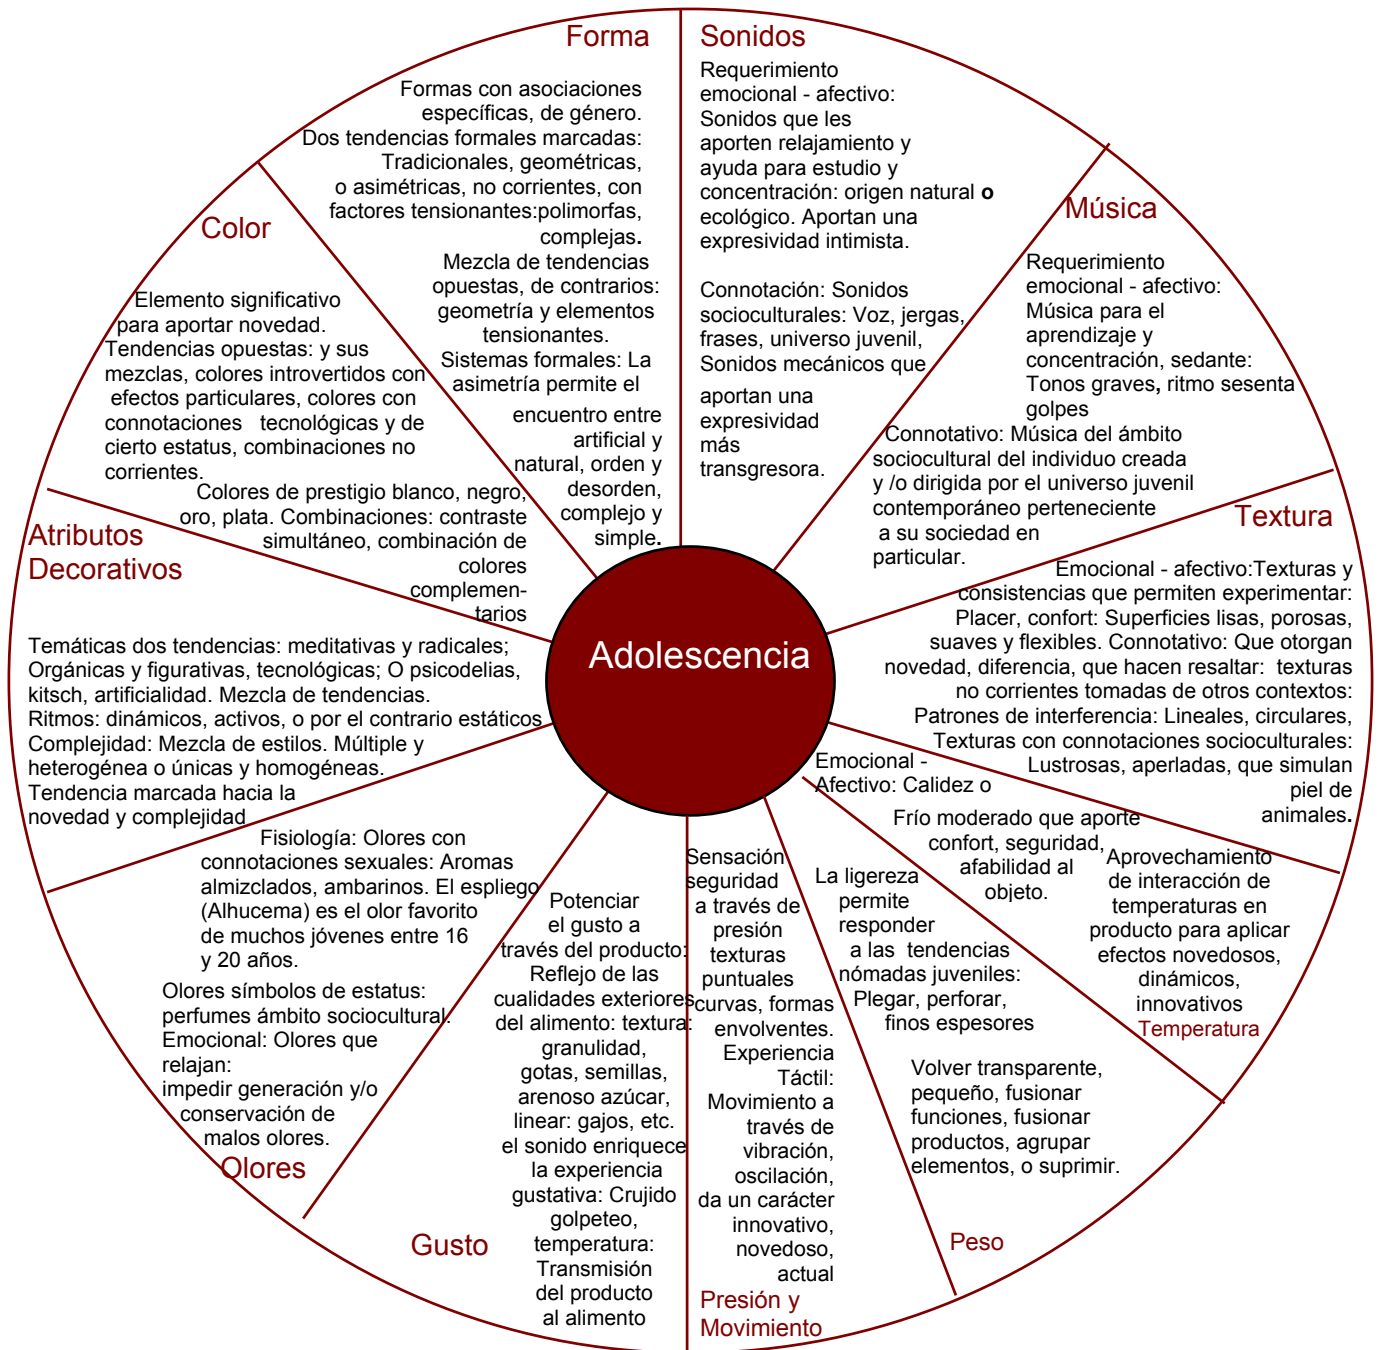 Forma
Formas con asociaciones
específicas, de género.
Dos tendencias formales marcadas:
Tradicionales, geométricas,
o asimétricas, no corrientes, con
factores tensionantes:polimorfas,
complejas.
Mezcla de tendencias
opuestas, de contrarios:
geometría y elementos
tensionantes.
Sistemas formales: La
asimetría permite el
encuentro entre
artificial y
natural, orden y
desorden,
complejo y
simple.
Sonidos
Requerimiento
emocional - afectivo:
Sonidos que les
aporten relajamiento y
ayuda para estudio y
concentración: origen natural o
ecológico. Aportan una
expresividad intimista.
Connotación: Sonidos
socioculturales: Voz, jergas,
frases, universo juvenil,
Sonidos mecánicos que
aportan una
expresividad
más
transgresora.
Música
Requerimiento
emocional - afectivo:
Música para el
aprendizaje y
concentración, sedante:
Tonos graves, ritmo sesenta
golpes
Connotativo: Música del ámbito
sociocultural del individuo creada
y /o dirigida por el universo juvenil
contemporáneo perteneciente
a su sociedad en
particular.
Textura
Emocional - afectivo:Texturas y
consistencias que permiten experimentar:
Placer, confort: Superficies lisas, porosas,
suaves y flexibles. Connotativo: Que otorgan
novedad, diferencia, que hacen resaltar: texturas
no corrientes tomadas de otros contextos:
Patrones de interferencia: Lineales, circulares,
Texturas con connotaciones socioculturales:
Lustrosas, aperladas, que simulan
piel de
animales.
Emocional -
Afectivo: Calidez o
Frío moderado que aporte
confort, seguridad,
afabilidad al
objeto.
Aprovechamiento
de interacción de
temperaturas en
producto para aplicar
efectos novedosos,
dinámicos,
innovativos
Temperatura
La ligereza
permite
responder
a las tendencias
nómadas juveniles:
Plegar, perforar,
finos espesores
Volver transparente,
pequeño, fusionar
funciones, fusionar
productos, agrupar
elementos, o suprimir.
Peso
Sensación
seguridad
a través de
presión
texturas
puntuales
curvas, formas
envolventes.
Experiencia
Táctil:
Movimiento a
través de
vibración,
oscilación,
da un carácter
innovativo,
novedoso,
actual
Presión y
Movimiento
Potenciar
el gusto a
través del producto:
Reflejo de las
cualidades exteriores
del alimento: textura:
granulidad,
gotas, semillas,
arenoso azúcar,
linear: gajos, etc.
el sonido enriquece
la experiencia
gustativa: Crujido
golpeteo,
temperatura:
Transmisión
del producto
al alimento
Gusto
Fisiología: Olores con
connotaciones sexuales: Aromas
almizclados, ambarinos. El espliego
(Alhucema) es el olor favorito
de muchos jóvenes entre 16
y 20 años.
Olores símbolos de estatus:
perfumes ámbito sociocultural.
Emocional: Olores que
relajan:
impedir generación y/o
conservación de
malos olores.
Olores
Atributos
Decorativos
Temáticas dos tendencias: meditativas y radicales;
Orgánicas y figurativas, tecnológicas; O psicodelias,
kitsch, artificialidad. Mezcla de tendencias.
Ritmos: dinámicos, activos, o por el contrario estáticos
Complejidad: Mezcla de estilos. Múltiple y
heterogénea o únicas y homogéneas.
Tendencia marcada hacia la
novedad y complejidad
Color
Elemento significativo
para aportar novedad.
Tendencias opuestas: y sus
mezclas, colores introvertidos con
efectos particulares, colores con
connotaciones tecnológicas y de
cierto estatus, combinaciones no
corrientes.
Colores de prestigio blanco, negro,
oro, plata. Combinaciones: contraste
simultáneo, combinación de
colores
complemen-
tarios
Adolescencia